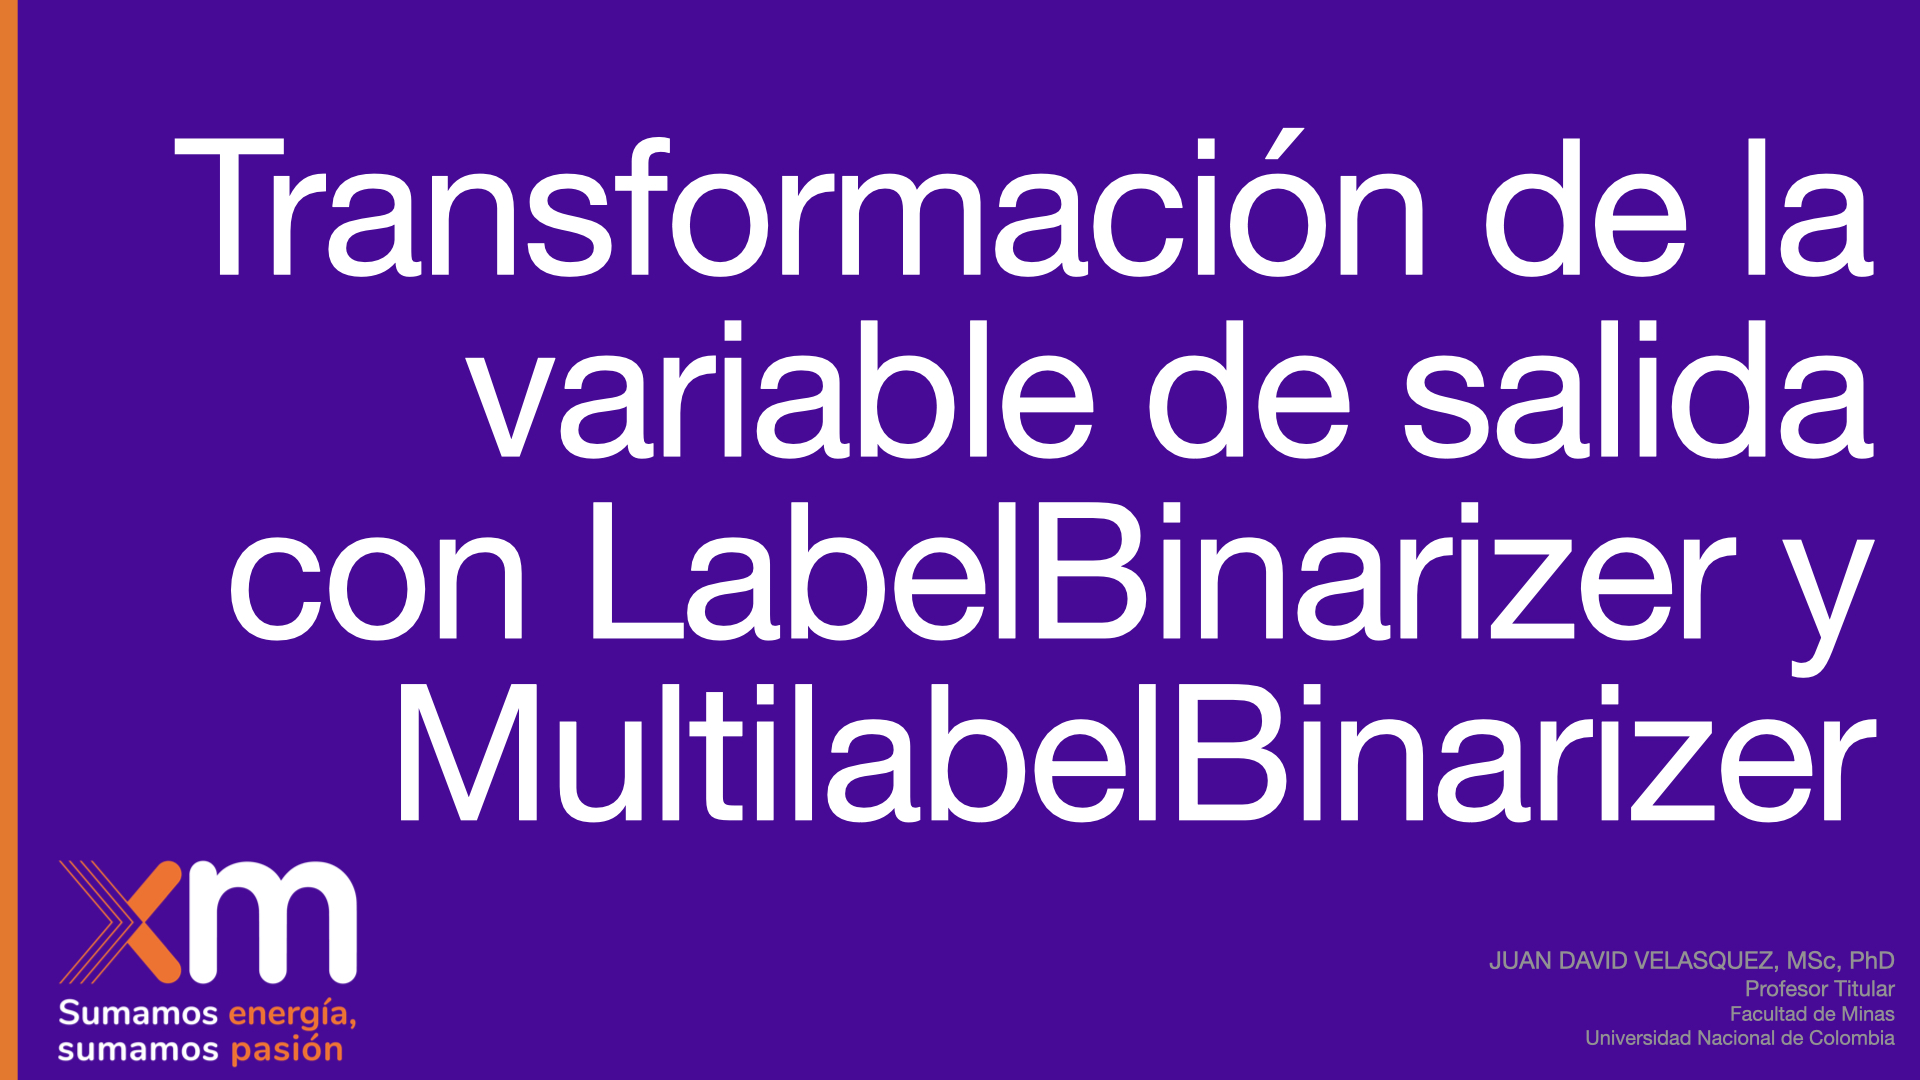 Transformación de la
variable de salida
con LabelBinarizer y
MultilabelBinarizer
xm
Sumamos energía,
sumamos pasión
JUAN DAVID VELASQUEZ, MSc, PhD
Profesor Titular
Facultad de Minas
Universidad Nacional de Colombia